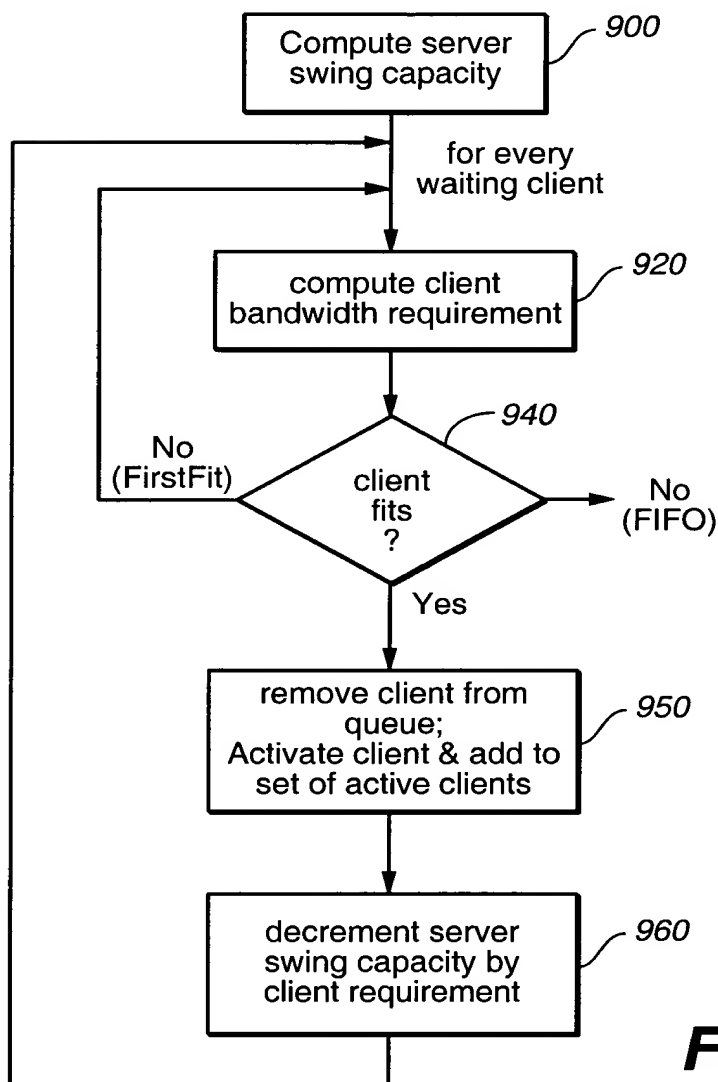 Compute server
swing capacity
900
for every
waiting client
compute client
bandwidth requirement
920
940
No
(FirstFit)
client
fits
?
No
(FIFO)
Yes
remove client from
queue;
Activate client & add to
set of active clients
950
decrement server
swing capacity by
client requirement
960
F